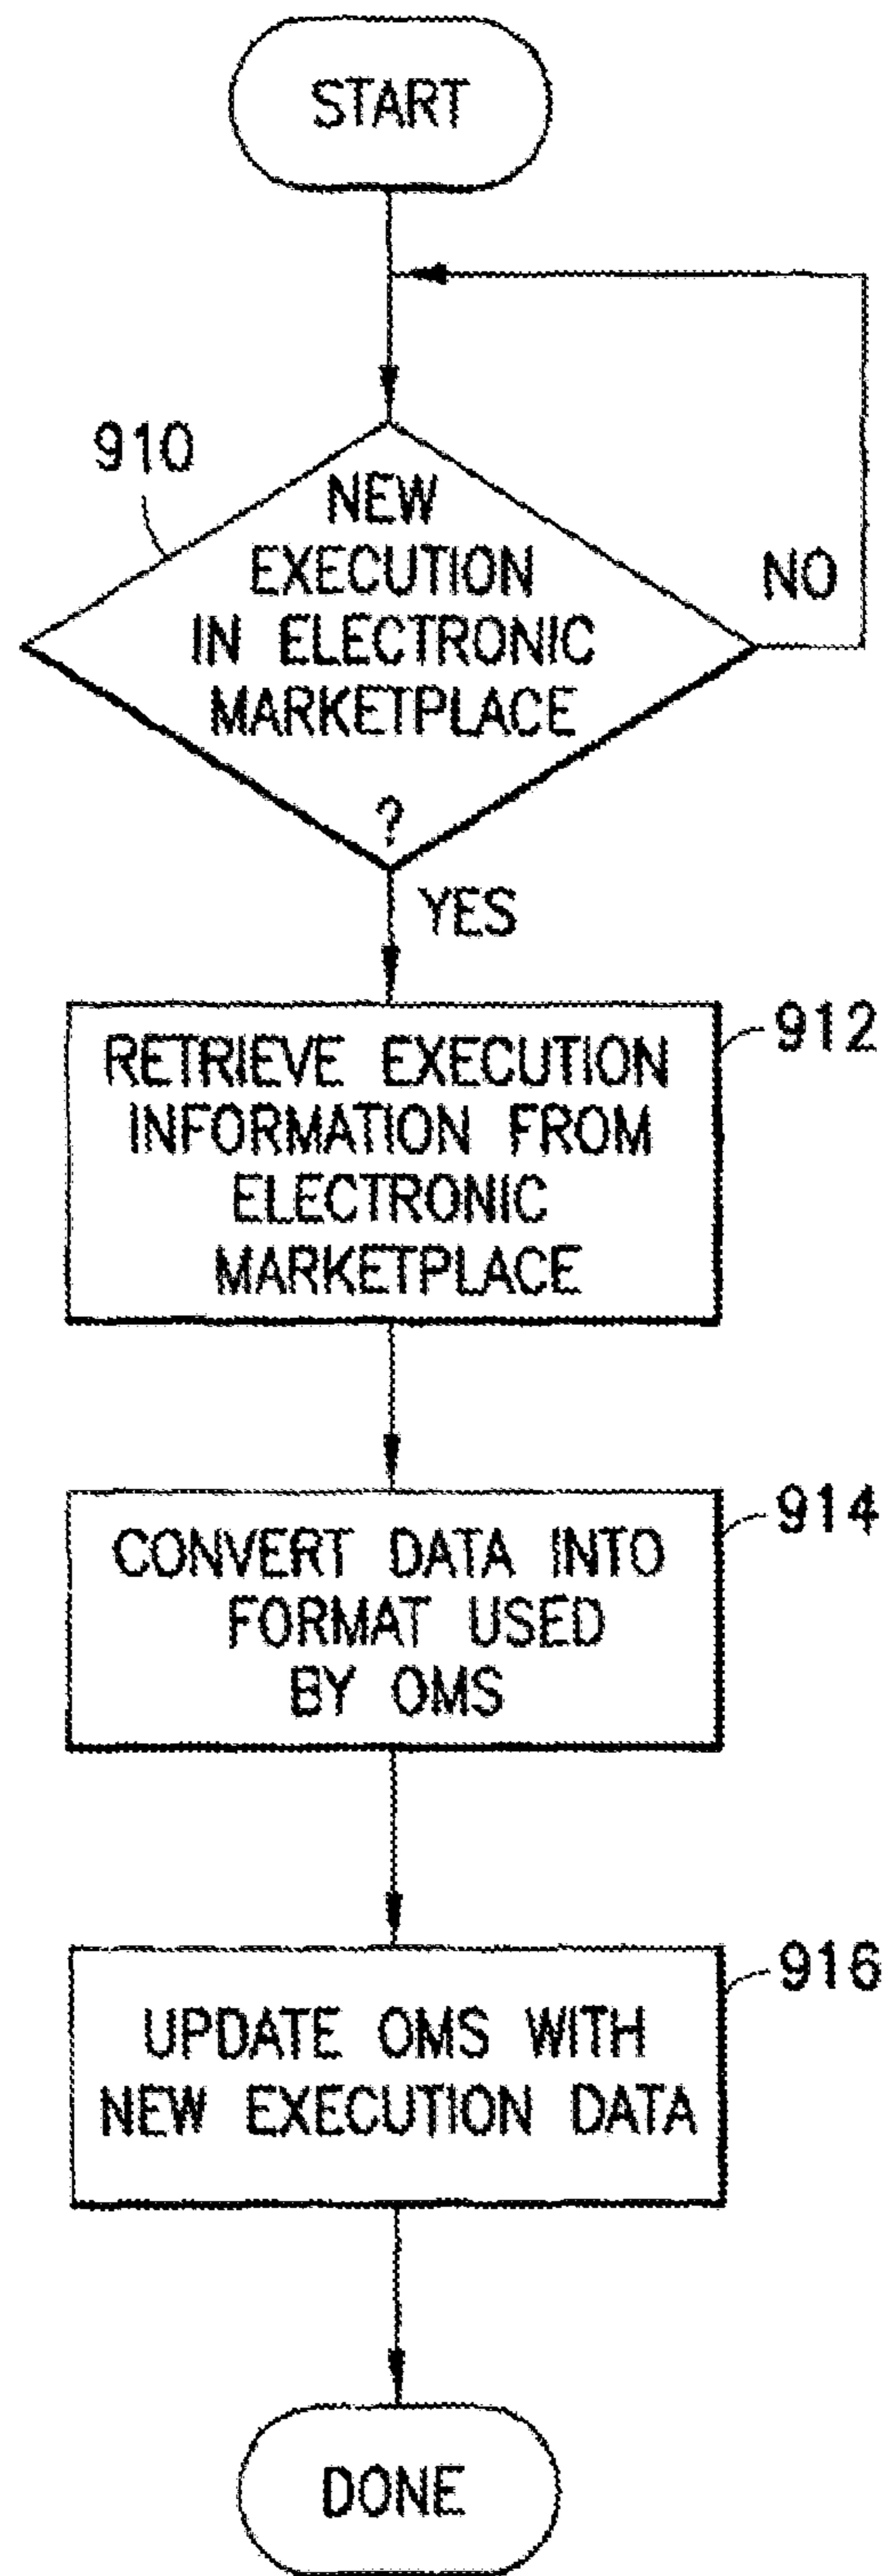 START
910
NEW
EXECUTION
IN ELECTRONIC
MARKETPLACE
?
NO
YES
912
RETRIEVE EXECUTION
INFORMATION FROM
ELECTRONIC
MARKETPLACE
914
CONVERT DATA INTO
FORMAT USED
BY OMS
916
UPDATE OMS WITH
NEW EXECUTION DATA
DONE